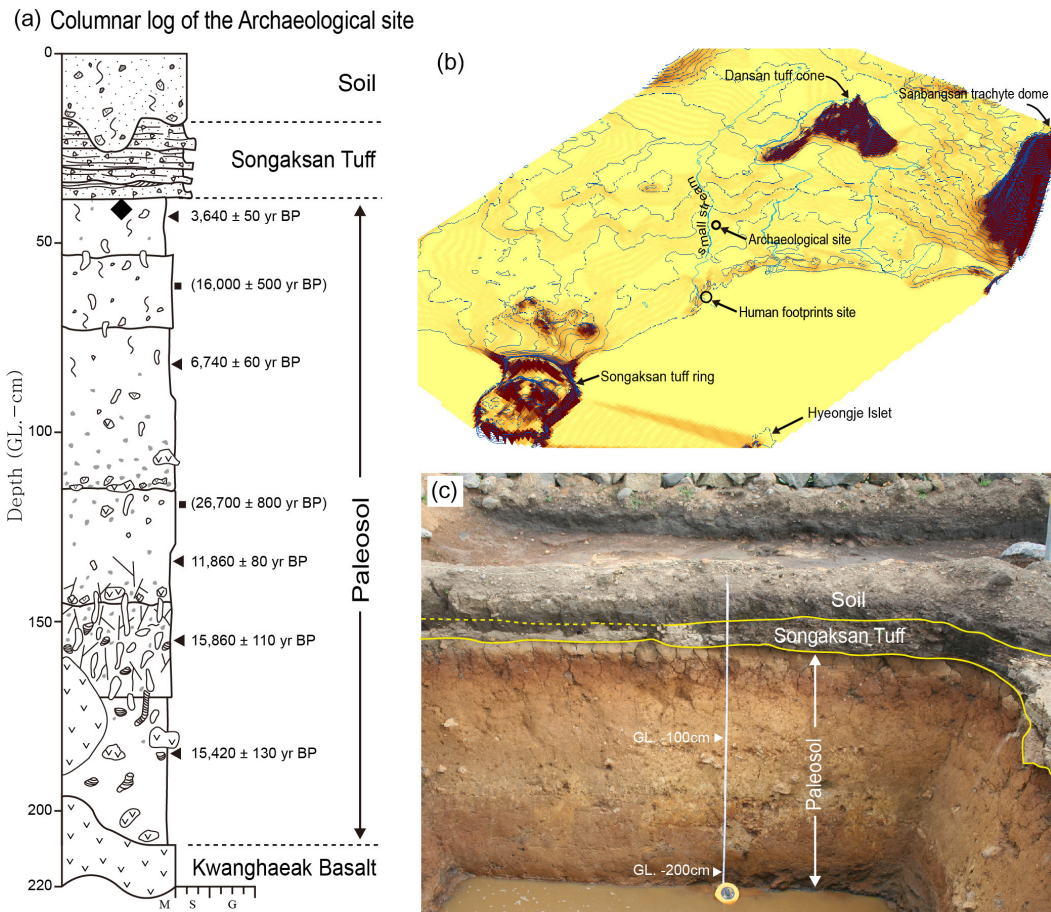 (a) Columnar log of the Archaeological site
0
50
100
150
200
220
Depth (GL.-cm)
Soil
Songaksan Tuff
3,640 ± 50 yr BP
(16,000 ± 500 yr BP)
6,740 ± 60 yr BP
(26,700 ± 800 yr BP)
11,860 ± 80 yr BP
15,860 ± 110 yr BP
15,420 ± 130 yr BP
Paleosol
Kwanghaeak Basalt
M S G
(b)
Dansan tuff cone
Sanbangsan trachyte dome
small stream
Archaeological site
Human footprints site
Songaksan tuff ring
Hyeongje Islet
(c)
Soil
Songaksan Tuff
GL. -100cm
Paleosol
GL. -200cm